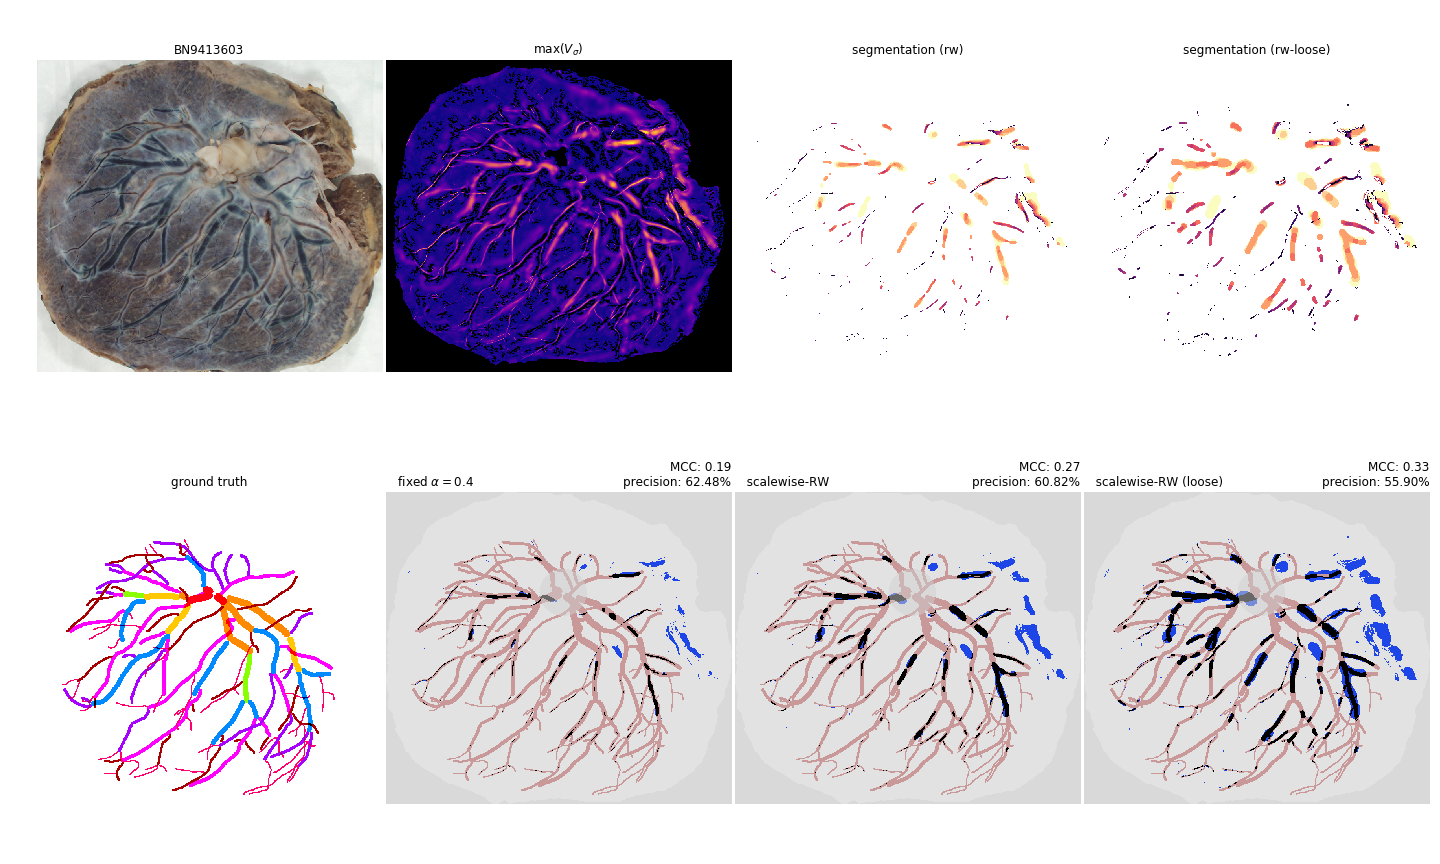 BN9413603
max(Vσ)
segmentation (rw)
segmentation (rw-loose)
ground truth
fixed α = 0.4
MCC: 0.19
precision: 62.48%
scalewise-RW
MCC: 0.27
precision: 60.82%
scalewise-RW (loose)
MCC: 0.33
precision: 55.90%